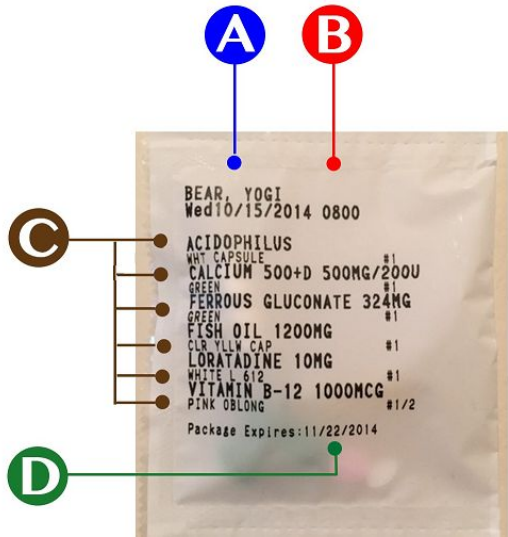 A
B
BEAR, YOGI
Wed10/15/2014 0800
C
ACIDOPHILUS
WHT CAPSULE #1
CALCIUM 500+D 500MG/200U
GREEN #1
FERROUS GLUCONATE 324MG
GREEN #1
FISH OIL 1200MG
CLR YLLW CAP #1
LORATADINE 10MG
WHITE L 612 #1
VITAMIN B-12 1000MCG
PINK OBLONG #1/2
Package Expires:11/22/2014
D